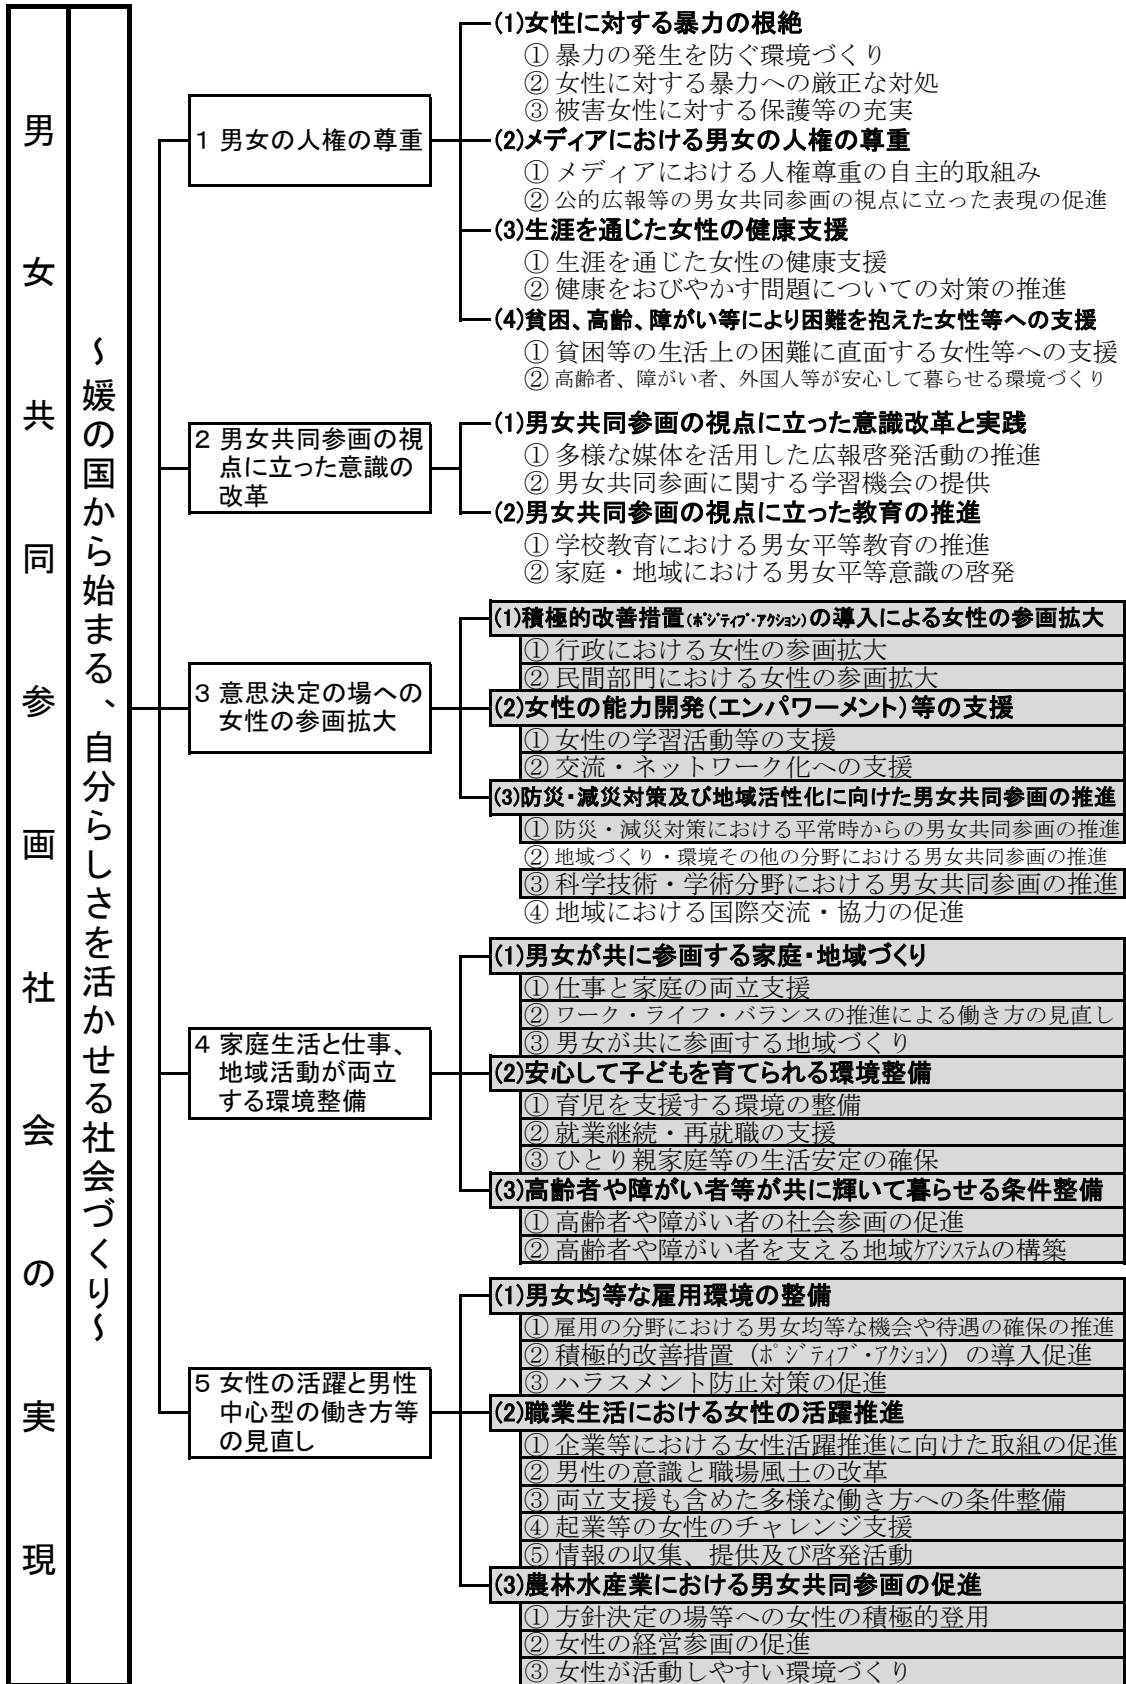 男女共同参画社会の実現
～媛の国から始まる、自分らしさを活かせる社会づくり～
1 男女の人権の尊重
(1)女性に対する暴力の根絶
① 暴力の発生を防ぐ環境づくり
② 女性に対する暴力への厳正な対処
③ 被害女性に対する保護等の充実
(2)メディアにおける男女の人権の尊重
① メディアにおける人権尊重の自主的取組み
② 公的広報等の男女共同参画の視点に立った表現の促進
(3)生涯を通じた女性の健康支援
① 生涯を通じた女性の健康支援
② 健康をおびやかす問題についての対策の推進
(4)貧困、高齢、障がい等により困難を抱えた女性等への支援
① 貧困等の生活上の困難に直面する女性等への支援
② 高齢者、障がい者、外国人等が安心して暮らせる環境づくり
2 男女共同参画の視
点に立った意識の
改革
(1)男女共同参画の視点に立った意識改革と実践
① 多様な媒体を活用した広報啓発活動の推進
② 男女共同参画に関する学習機会の提供
(2)男女共同参画の視点に立った教育の推進
① 学校教育における男女平等教育の推進
② 家庭・地域における男女平等意識の啓発
3 意思決定の場への
女性の参画拡大
(1)積極的改善措置(ﾎﾟｼﾞﾃｨﾌﾞ･ｱｸｼｮﾝ)の導入による女性の参画拡大
① 行政における女性の参画拡大
② 民間部門における女性の参画拡大
(2)女性の能力開発(エンパワーメント)等の支援
① 女性の学習活動等の支援
② 交流・ネットワーク化への支援
(3)防災・減災対策及び地域活性化に向けた男女共同参画の推進
① 防災・減災対策における平常時からの男女共同参画の推進
② 地域づくり・環境その他の分野における男女共同参画の推進
③ 科学技術・学術分野における男女共同参画の推進
④ 地域における国際交流・協力の促進
4 家庭生活と仕事、
地域活動が両立
する環境整備
(1)男女が共に参画する家庭・地域づくり
① 仕事と家庭の両立支援
② ワーク・ライフ・バランスの推進による働き方の見直し
③ 男女が共に参画する地域づくり
(2)安心して子どもを育てられる環境整備
① 育児を支援する環境の整備
② 就業継続・再就職の支援
③ ひとり親家庭等の生活安定の確保
(3)高齢者や障がい者等が共に輝いて暮らせる条件整備
① 高齢者や障がい者の社会参画の促進
② 高齢者や障がい者を支える地域ｹｱｼｽﾃﾑの構築
5 女性の活躍と男性
中心型の働き方等
の見直し
(1)男女均等な雇用環境の整備
① 雇用の分野における男女均等な機会や待遇の確保の推進
② 積極的改善措置（ﾎﾟｼﾞﾃｨﾌﾞ･ｱｸｼｮﾝ）の導入促進
③ ハラスメント防止対策の促進
(2)職業生活における女性の活躍推進
① 企業等における女性活躍推進に向けた取組の促進
② 男性の意識と職場風土の改革
③ 両立支援も含めた多様な働き方への条件整備
④ 起業等の女性のチャレンジ支援
⑤ 情報の収集、提供及び啓発活動
(3)農林水産業における男女共同参画の促進
① 方針決定の場等への女性の積極的登用
② 女性の経営参画の促進
③ 女性が活動しやすい環境づくり